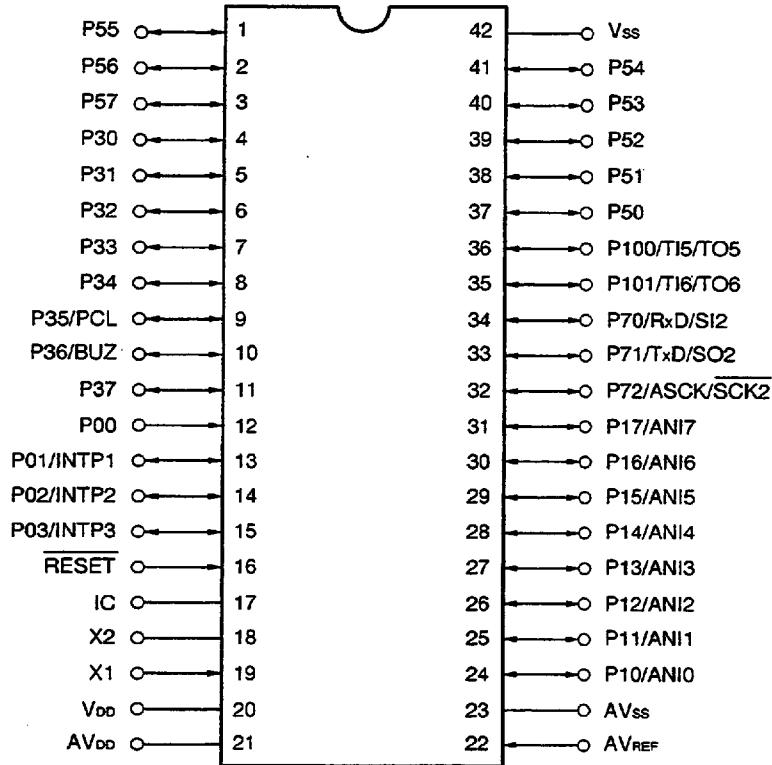 P55 1 42 Vss
P56 2 41 P54
P57 3 40 P53
P30 4 39 P52
P31 5 38 P51
P32 6 37 P50
P33 7 36 P100/TI5/TO5
P34 8 35 P101/TI6/TO6
P35/PCL 9 34 P70/RxD/SI2
P36/BUZ 10 33 P71/TxD/SO2
P37 11 32 P72/ASCK/S̅C̅K̅2̅
P00 12 31 P17/ANI7
P01/INTP1 13 30 P16/ANI6
P02/INTP2 14 29 P15/ANI5
P03/INTP3 15 28 P14/ANI4
R̅E̅S̅E̅T̅ 16 27 P13/ANI3
IC 17 26 P12/ANI2
X2 18 25 P11/ANI1
X1 19 24 P10/ANI0
VDD 20 23 AVss
AVDD 21 22 AVREF